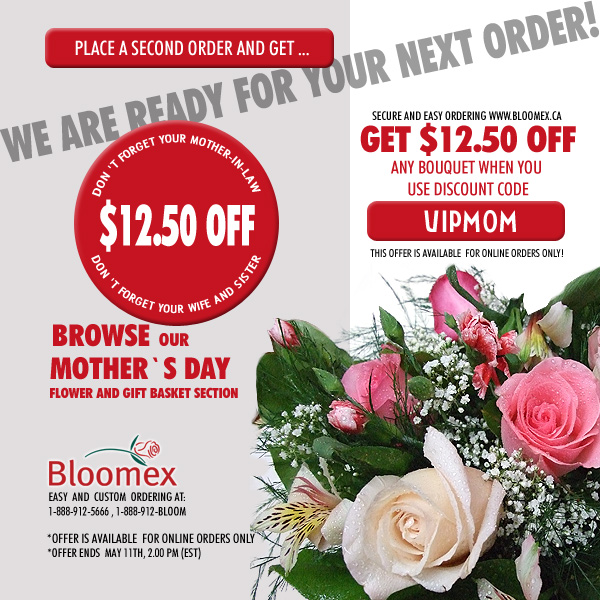 PLACE A SECOND ORDER AND GET ...
WE ARE READY FOR YOUR NEXT ORDER!
DON 'T FORGET YOUR MOTHER-IN-LAW
$12.50 OFF
DON 'T FORGET YOUR WIFE AND SISTER
SECURE AND EASY ORDERING WWW.BLOOMEX.CA
GET $12.50 OFF
ANY BOUQUET WHEN YOU
USE DISCOUNT CODE
VIPMOM
THIS OFFER IS AVAILABLE FOR ONLINE ORDERS ONLY!
BROWSE OUR
MOTHER`S DAY
FLOWER AND GIFT BASKET SECTION
Bloomex
EASY AND CUSTOM ORDERING AT:
1-888-912-5666 , 1-888-912-BLOOM
*OFFER IS AVAILABLE FOR ONLINE ORDERS ONLY
*OFFER ENDS MAY 11TH, 2.00 PM (EST)